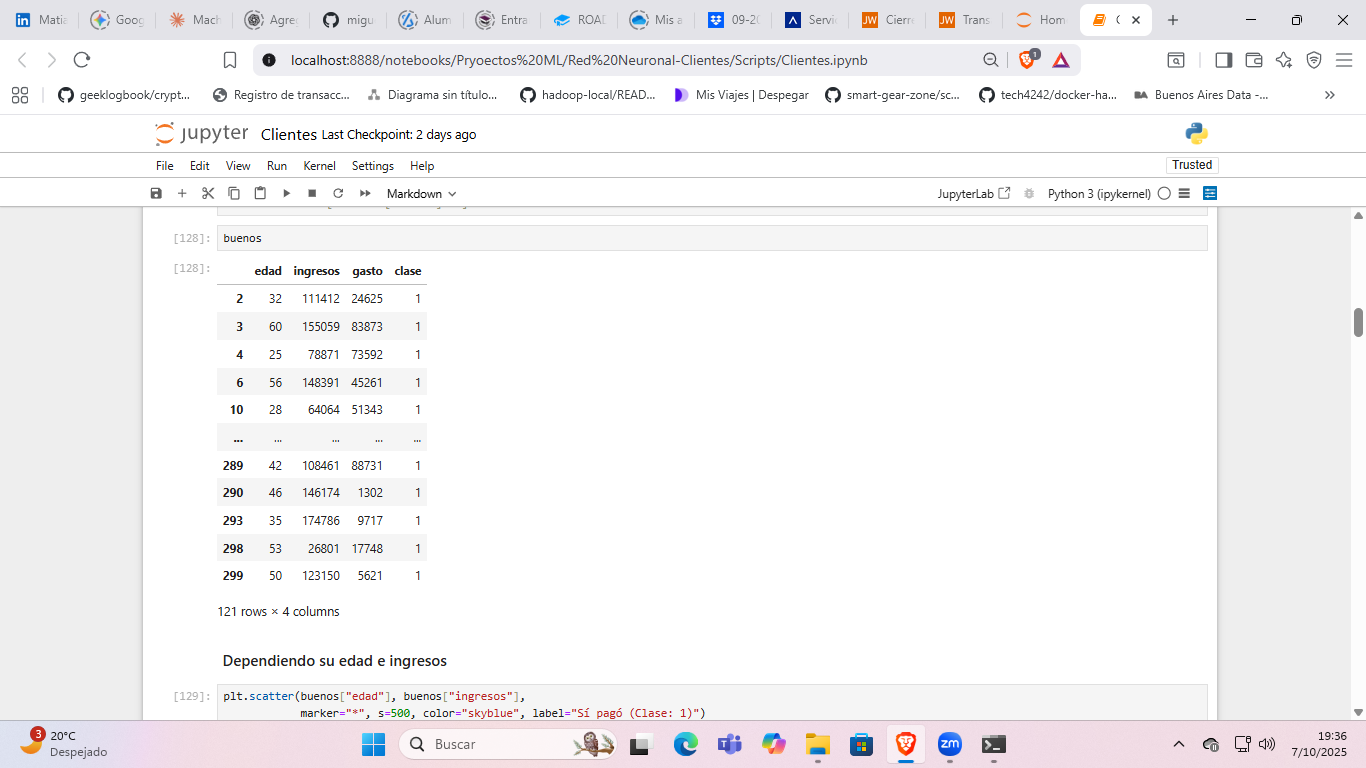 Matia Goog Mach Agreg migu Alum Entra ROAD Mis a 09-20 Servic Cierre Trans Hom
localhost:8888/notebooks/Pryoectos%20ML/Red%20Neuronal-Clientes/Scripts/Clientes.ipynb 1
geeklogbook/crypt... Registro de transacc... Diagrama sin título... hadoop-local/READ... Mis Viajes | Despegar smart-gear-zone/sc... tech4242/docker-ha... BA Buenos Aires Data -... »
jupyter Clientes Last Checkpoint: 2 days ago
File Edit View Run Kernel Settings Help Trusted
Markdown JupyterLab Python 3 (ipykernel)
[128]: buenos
[128]: edad ingresos gasto clase
2 32 111412 24625 1
3 60 155059 83873 1
4 25 78871 73592 1
6 56 148391 45261 1
10 28 64064 51343 1
... ... ... ... ...
289 42 108461 88731 1
290 46 146174 1302 1
293 35 174786 9717 1
298 53 26801 17748 1
299 50 123150 5621 1
121 rows × 4 columns
Dependiendo su edad e ingresos
[129]: plt.scatter(buenos["edad"], buenos["ingresos"],
marker="*", s=500, color="skyblue", label="Sí pagó (Clase: 1)")
3 20°C Buscar zm 19:36
Despejado 7/10/2025